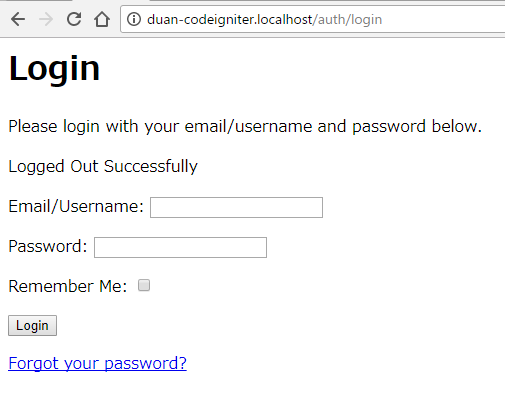 duan-codeigniter.localhost/auth/login
Login
Please login with your email/username and password below.
Logged Out Successfully
Email/Username:
Password:
Remember Me:
Login
Forgot your password?